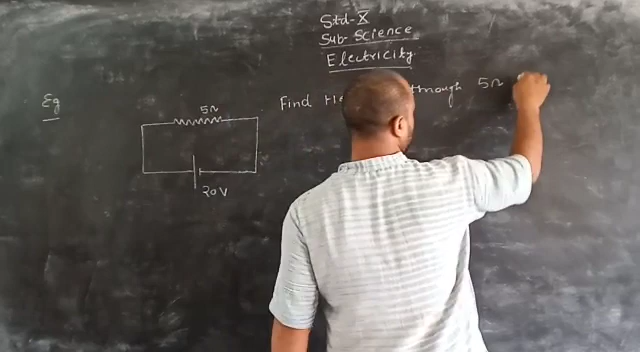 Std-X
Sub-Science
Electricity
Eg
Find through 5Ω
5Ω
20V